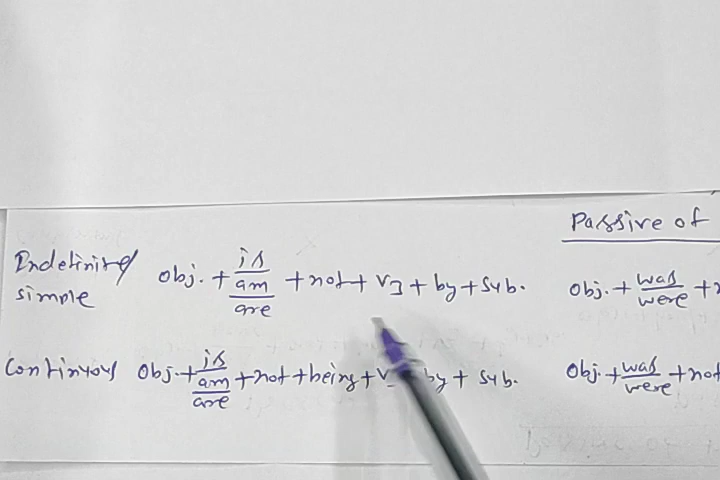 Passive of
Indefinite/ simple Obj. + is/am/are + not + V3 + by + Sub. Obj. + was/were +
Continuous Obj. + is/am/are + not + being + V by + Sub. Obj. + was/were + not